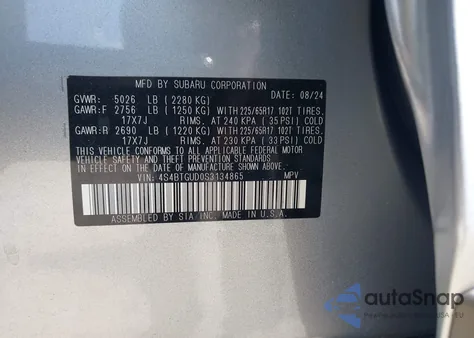 MFD BY SUBARU CORPORATION
GVWR: 5026 LB (2280 KG) DATE: 08/24
GAWR:F 2756 LB (1250 KG) WITH 225/65R17 102T TIRES.
17X7J RIMS. AT 240 KPA (35 PSI) COLD
GAWR:R 2690 LB (1220 KG) WITH 225/65R17 102T TIRES.
17X7J RIMS. AT 230 KPA (33 PSI) COLD
THIS VEHICLE CONFORMS TO ALL APPLICABLE FEDERAL MOTOR
VEHICLE SAFETY AND THEFT PREVENTION STANDARDS IN EFFECT
ON THE DATE OF MANUFACTURE SHOWN ABOVE.
VIN: 4S4BTGUD0S3134865 MPV
ASSEMBLED BY SIA INC. MADE IN U.S.A.
autoSnap